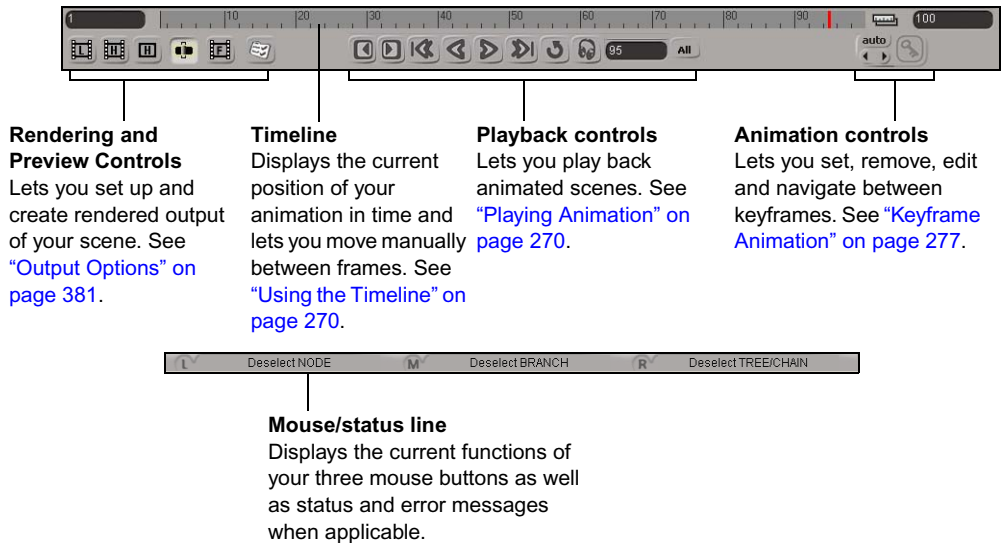 1 |10 |20 |30 |40 |50 |60 |70 |80 |90 100
L H H F 95 All auto
Rendering and
Preview Controls
Lets you set up and
create rendered output
of your scene. See
“Output Options” on
page 381.
Timeline
Displays the current
position of your
animation in time and
lets you move manually
between frames. See
“Using the Timeline” on
page 270.
Playback controls
Lets you play back
animated scenes. See
“Playing Animation” on
page 270.
Animation controls
Lets you set, remove, edit
and navigate between
keyframes. See “Keyframe
Animation” on page 277.
L Deselect NODE M Deselect BRANCH R Deselect TREE/CHAIN
Mouse/status line
Displays the current functions of
your three mouse buttons as well
as status and error messages
when applicable.